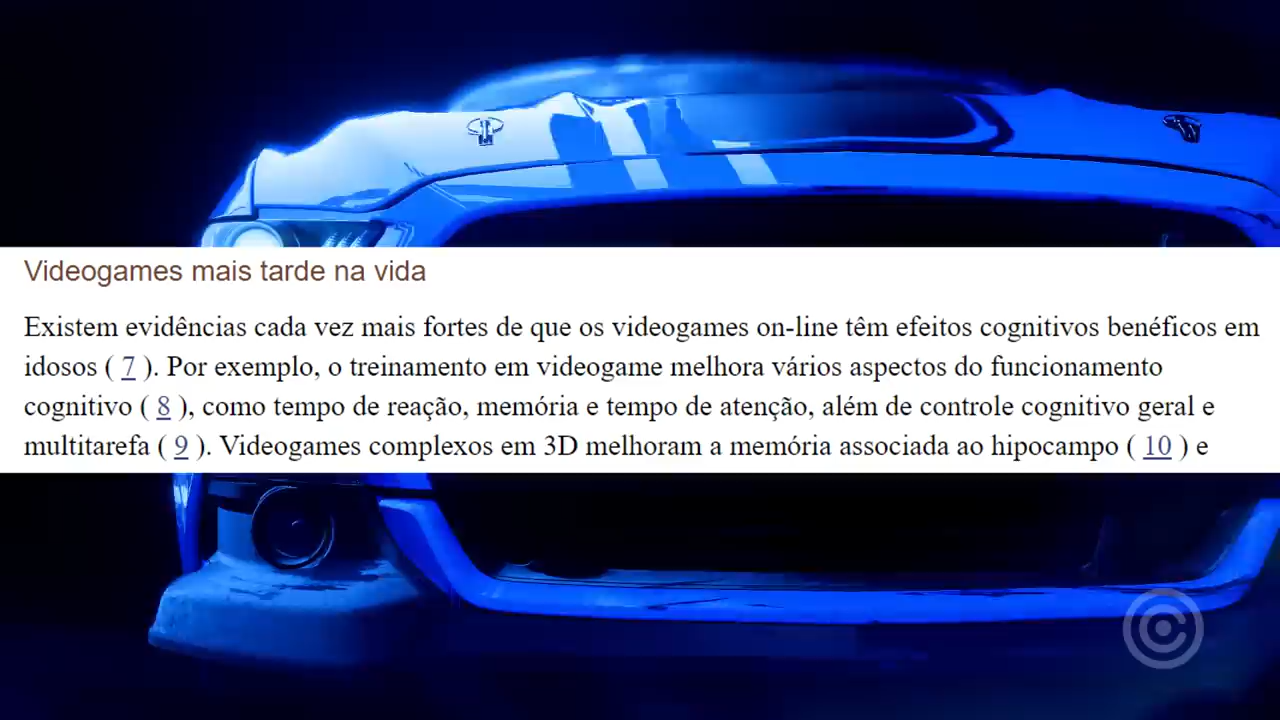 Videogames mais tarde na vida
Existem evidências cada vez mais fortes de que os videogames on-line têm efeitos cognitivos benéficos em
idosos ( 7 ). Por exemplo, o treinamento em videogame melhora vários aspectos do funcionamento
cognitivo ( 8 ), como tempo de reação, memória e tempo de atenção, além de controle cognitivo geral e
multitarefa ( 9 ). Videogames complexos em 3D melhoram a memória associada ao hipocampo ( 10 ) e